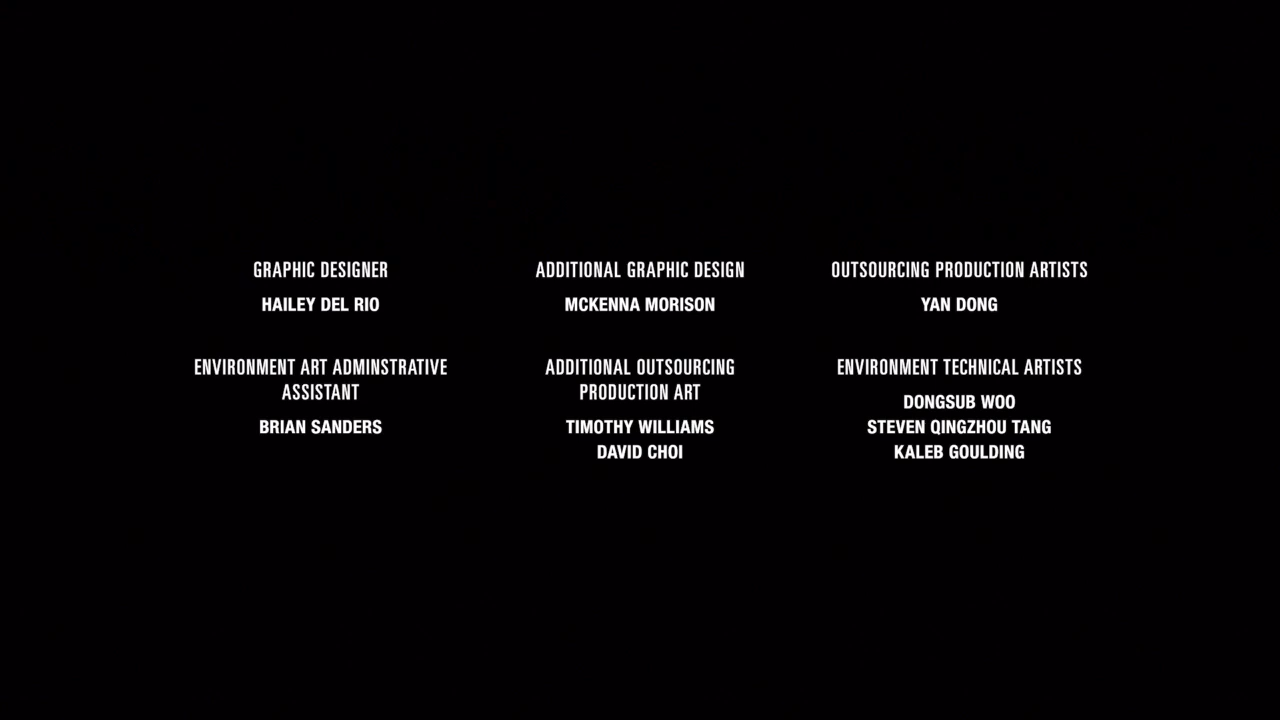 GRAPHIC DESIGNER
HAILEY DEL RIO
ADDITIONAL GRAPHIC DESIGN
MCKENNA MORISON
OUTSOURCING PRODUCTION ARTISTS
YAN DONG
ENVIRONMENT ART ADMINSTRATIVE
ASSISTANT
BRIAN SANDERS
ADDITIONAL OUTSOURCING
PRODUCTION ART
TIMOTHY WILLIAMS
DAVID CHOI
ENVIRONMENT TECHNICAL ARTISTS
DONGSUB WOO
STEVEN QINGZHOU TANG
KALEB GOULDING